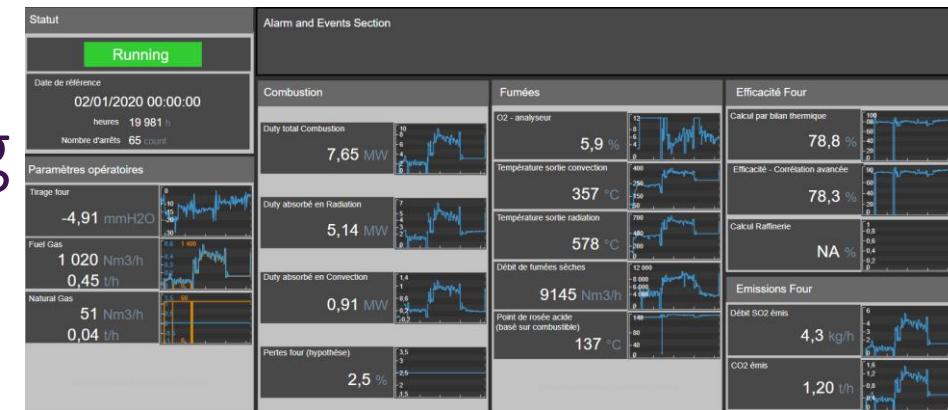 Statut
Running
Date de référence
02/01/2020 00:00:00
heures 19 981 h
Nombre d'arrêts 65 count
Paramètres opératoires
Tirage four
-4,91 mmH2O
Fuel Gas
1 020 Nm3/h
0,45 t/h
Natural Gas
51 Nm3/h
0,04 t/h
Alarm and Events Section
Combustion
Duty total Combustion
7,65 MW
Duty absorbé en Radiation
5,14 MW
Duty absorbé en Convection
0,91 MW
Pertes four (hypothèse)
2,5 %
Fumées
O2 - analyseur
5,9 %
Température sortie convection
357 °C
Température sortie radiation
578 °C
Débit de fumées sèches
9145 Nm3/h
Point de rosée acide
(basé sur combustible)
137 °C
Efficacité Four
Calcul par bilan thermique
78,8 %
Efficacité - Corrélation avancée
78,3 %
Calcul Raffinerie
NA %
Emissions Four
Débit SO2 émis
4,3 kg/h
CO2 émis
1,20 t/h